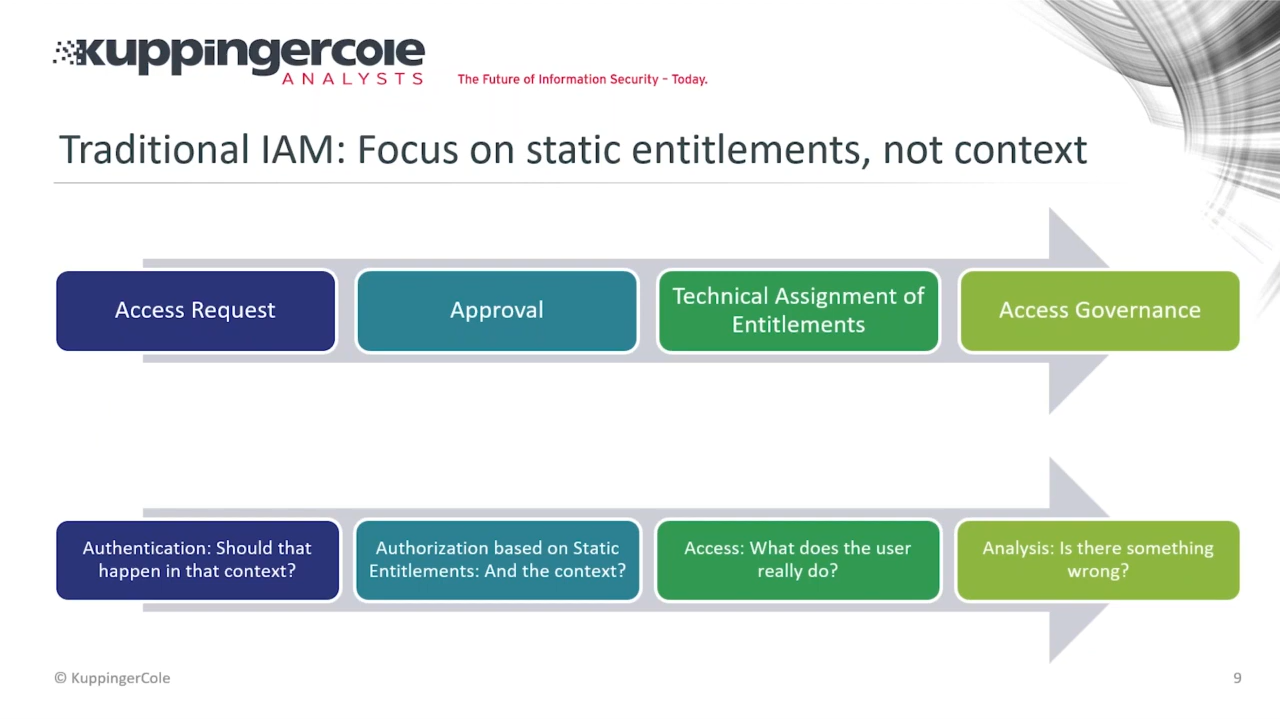 kuppingercole
ANALYSTS
The Future of Information Security – Today.
Traditional IAM: Focus on static entitlements, not context
Access Request
Approval
Technical Assignment of
Entitlements
Access Governance
Authentication: Should that
happen in that context?
Authorization based on Static
Entitlements: And the context?
Access: What does the user
really do?
Analysis: Is there something
wrong?
© KuppingerCole
9